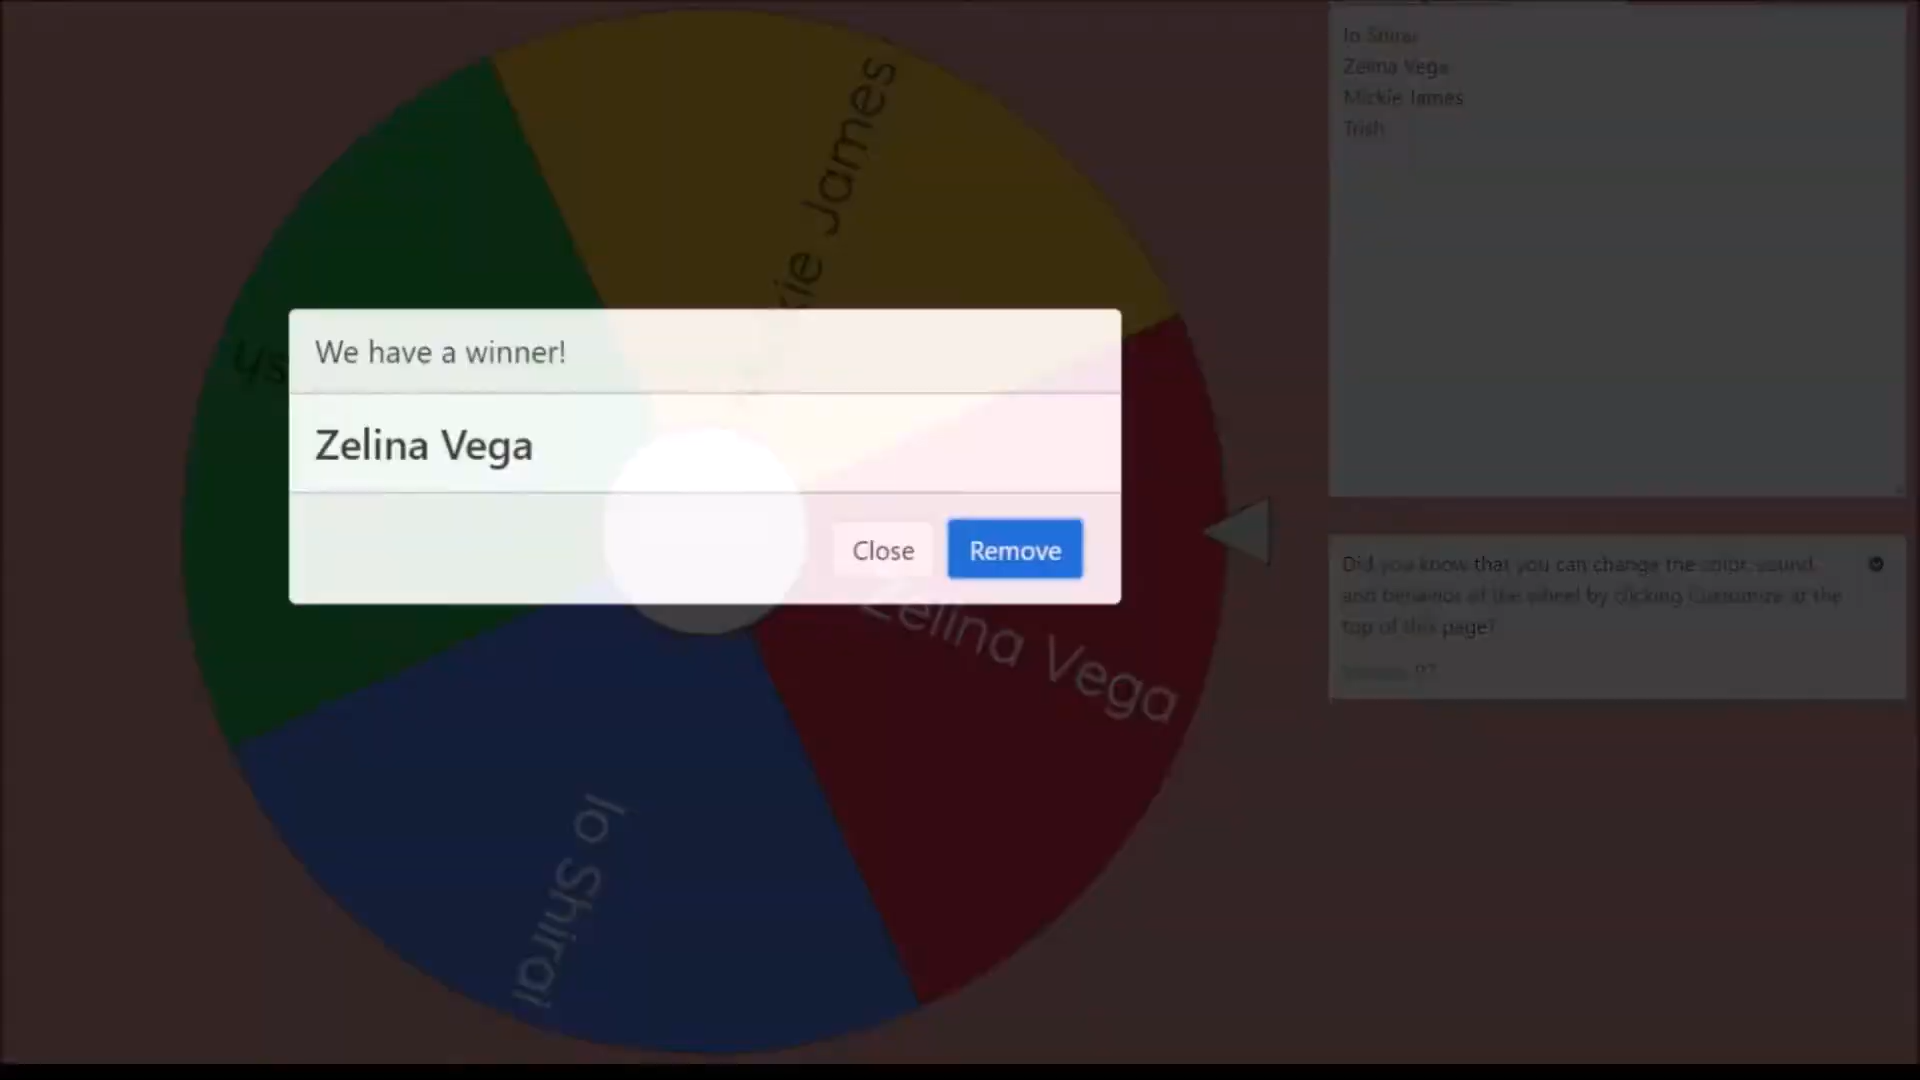 Io Shirai
Zelina Vega
Mickie James
Trish
kie James
We have a winner!
Zelina Vega
Close
Remove
Zelina Vega
Io Shirai
Did you know that you can change the color, sound,
and behavior of the wheel by clicking Customize at the
top of this page?